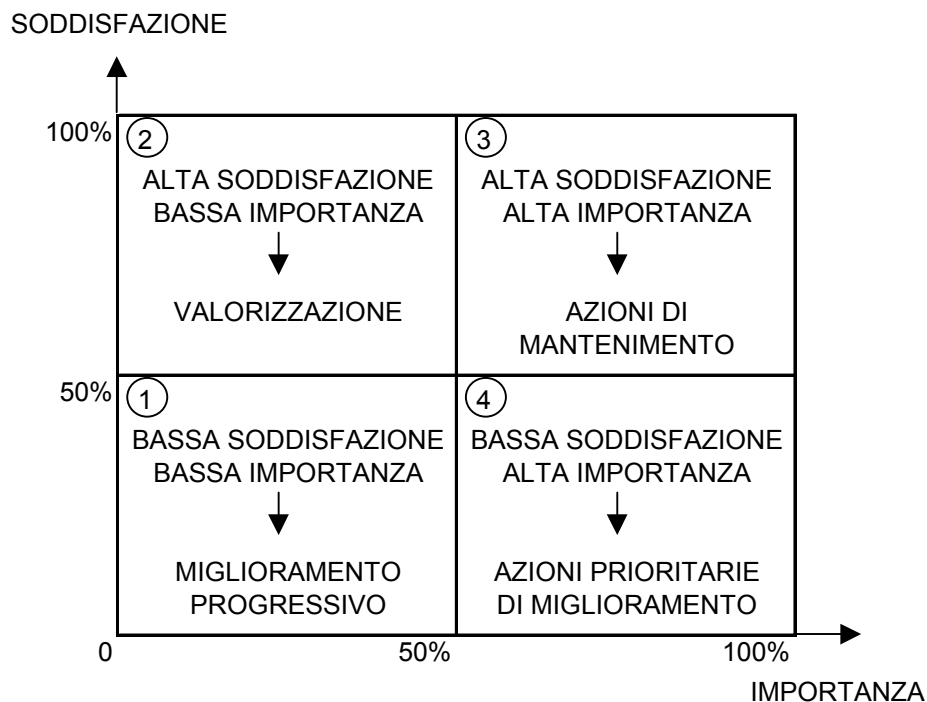 SODDISFAZIONE
100%
2
ALTA SODDISFAZIONE
BASSA IMPORTANZA
VALORIZZAZIONE
3
ALTA SODDISFAZIONE
ALTA IMPORTANZA
AZIONI DI
MANTENIMENTO
50%
1
BASSA SODDISFAZIONE
BASSA IMPORTANZA
MIGLIORAMENTO
PROGRESSIVO
4
BASSA SODDISFAZIONE
ALTA IMPORTANZA
AZIONI PRIORITARIE
DI MIGLIORAMENTO
0
50%
100%
IMPORTANZA